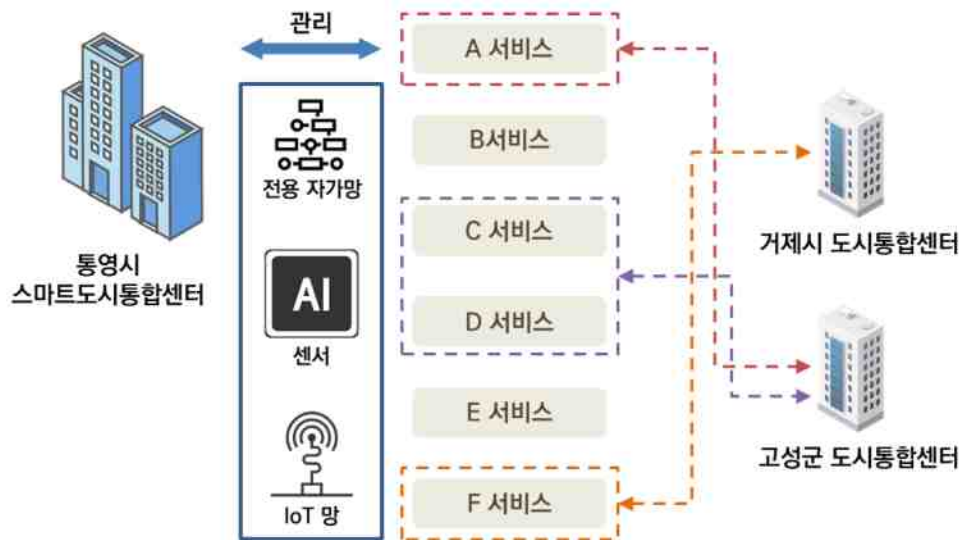 관리
통영시
스마트도시통합센터
전용 자가망
AI
센서
IoT 망
A 서비스
B서비스
C 서비스
D 서비스
E 서비스
F 서비스
거제시 도시통합센터
고성군 도시통합센터